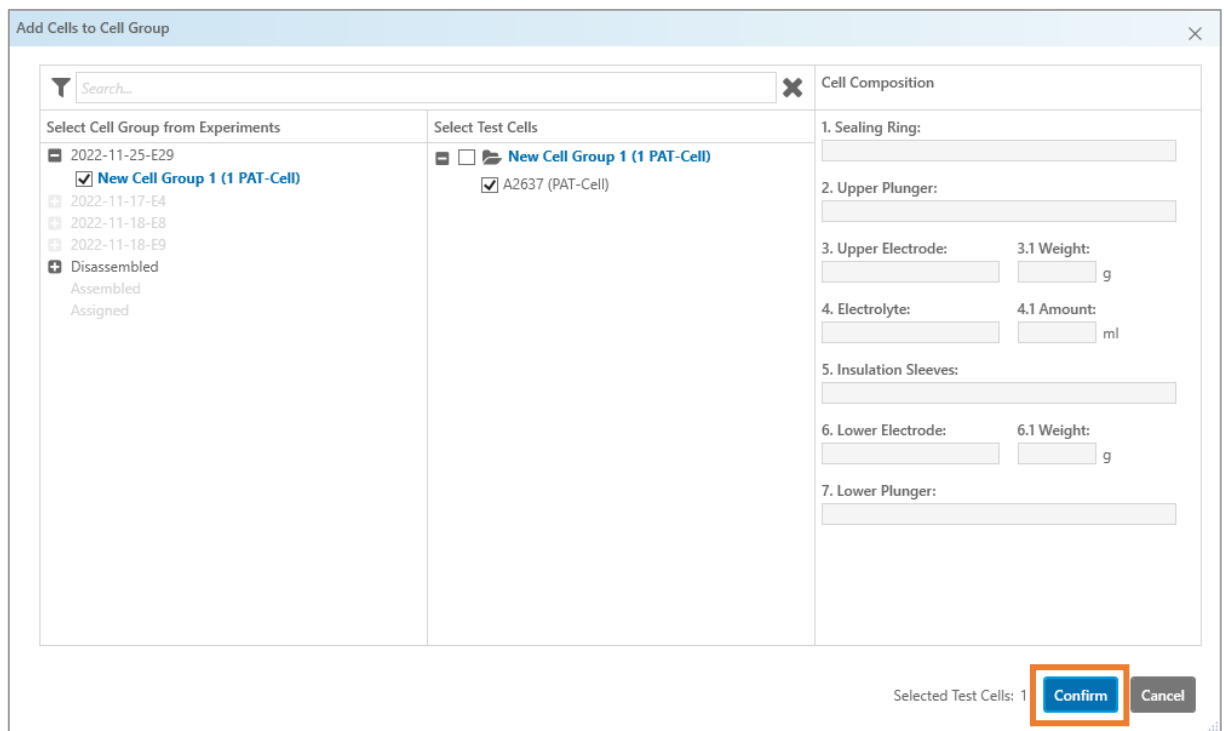 Add Cells to Cell Group
Search...
Select Cell Group from Experiments
2022-11-25-E29
New Cell Group 1 (1 PAT-Cell)
2022-11-17-E4
2022-11-18-E8
2022-11-18-E9
Disassembled
Assembled
Assigned
Select Test Cells
New Cell Group 1 (1 PAT-Cell)
A2637 (PAT-Cell)
Cell Composition
1. Sealing Ring:
2. Upper Plunger:
3. Upper Electrode: 3.1 Weight:
g
4. Electrolyte: 4.1 Amount:
ml
5. Insulation Sleeves:
6. Lower Electrode: 6.1 Weight:
g
7. Lower Plunger:
Selected Test Cells: 1 Confirm Cancel